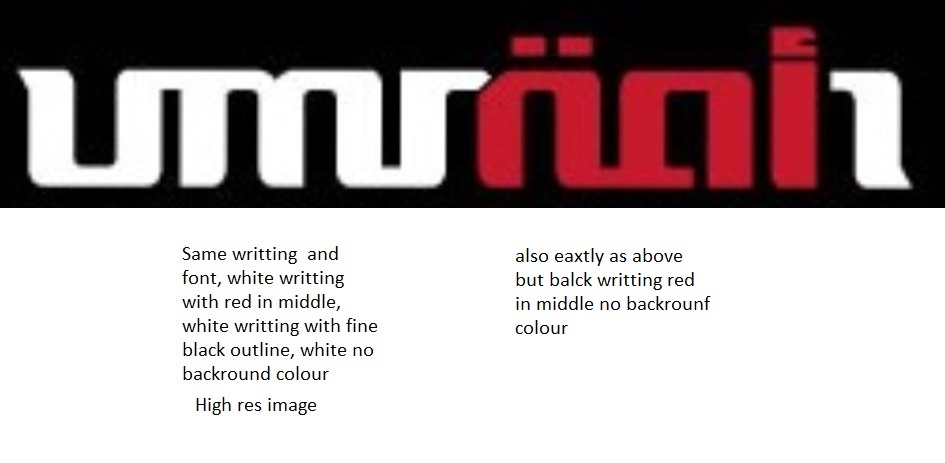 أمة
Same writting and
font, white writting
with red in middle,
white writting with fine
black outline, white no
backround colour
High res image
also eaxtly as above
but balck writting red
in middle no backrounf
colour